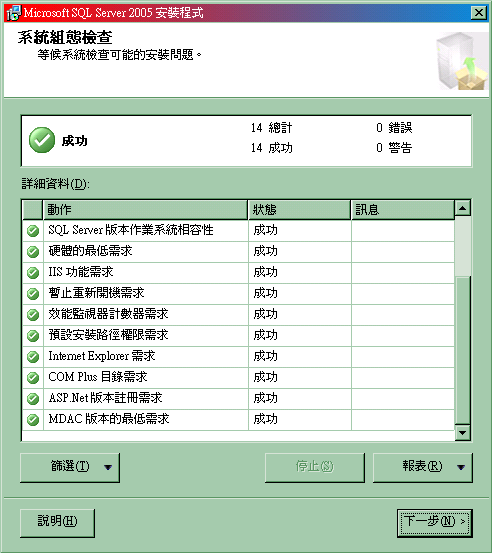 Microsoft SQL Server 2005 安裝程式
系統組態檢查
等候系統檢查可能的安裝問題。
成功
14 總計
0 錯誤
14 成功
0 警告
詳細資料(D):
動作 狀態 訊息
SQL Server 版本作業系統相容性 成功
硬體的最低需求 成功
IIS 功能需求 成功
暫止重新開機需求 成功
效能監視器計數器需求 成功
預設安裝路徑權限需求 成功
Internet Explorer 需求 成功
COM Plus 目錄需求 成功
ASP.Net 版本註冊需求 成功
MDAC 版本的最低需求 成功
篩選(T) 停止(S) 報表(R)
說明(H) 下一步(N) >